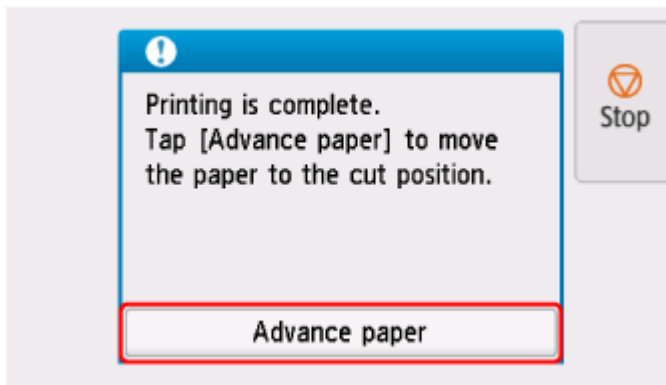 Printing is complete.
Tap [Advance paper] to move
the paper to the cut position.
Stop
Advance paper